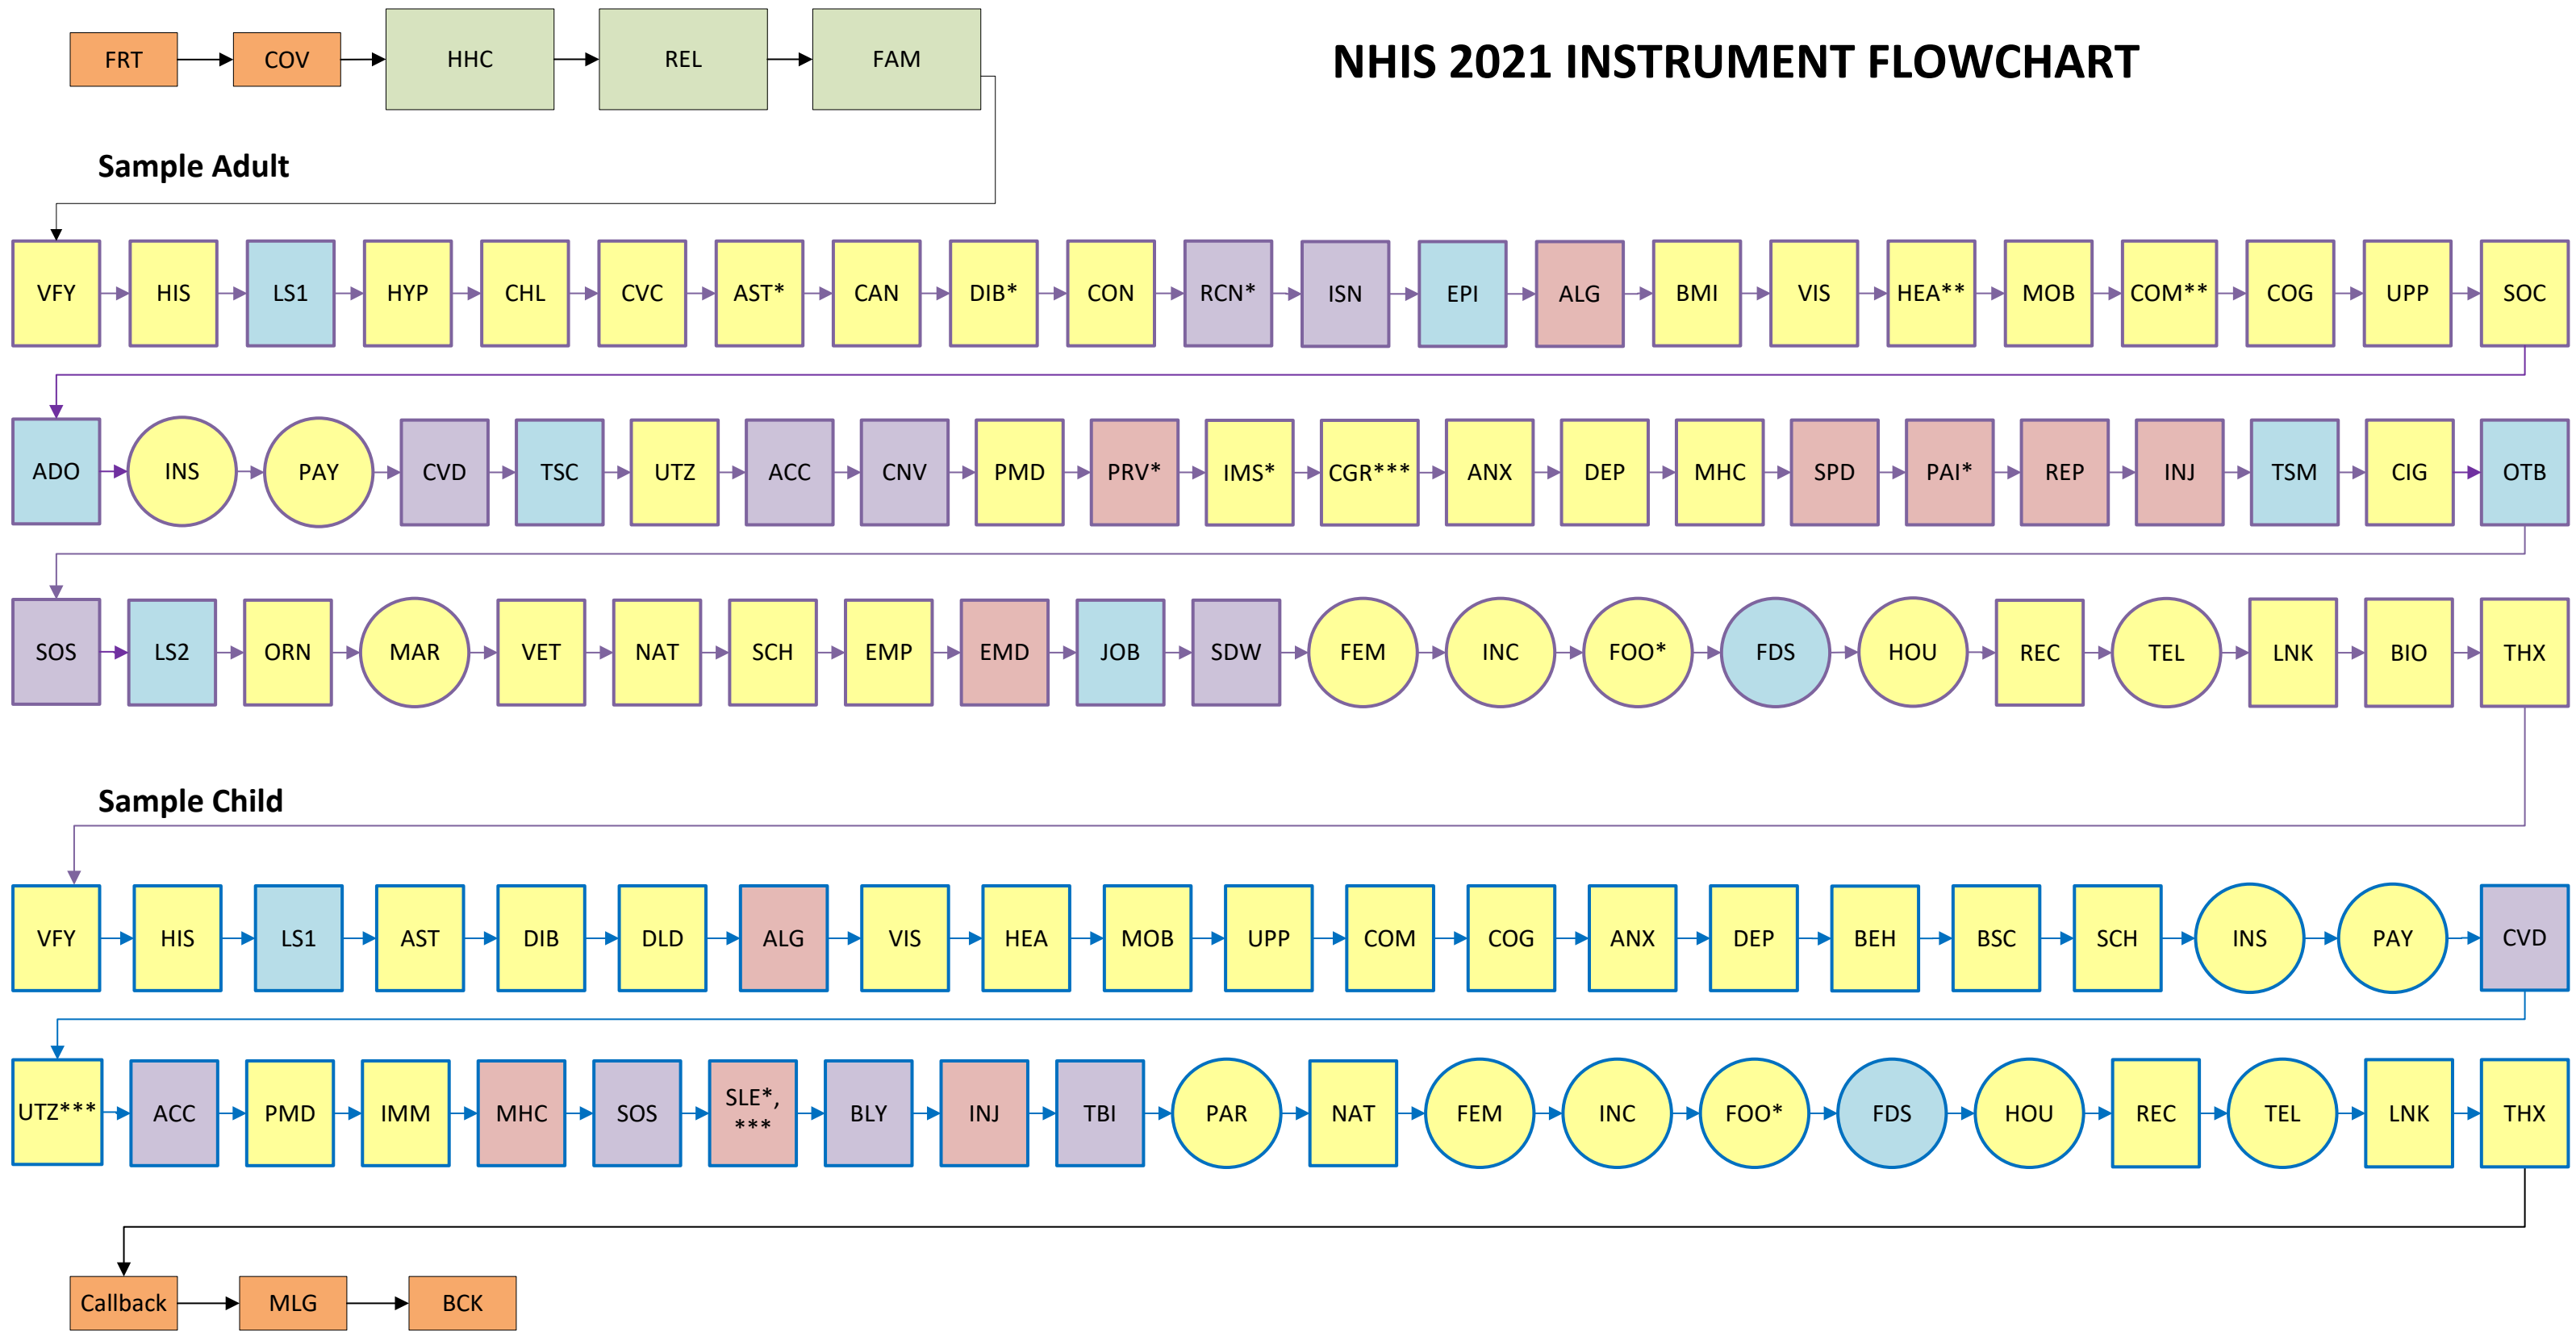 FRT COV HHC REL FAM
NHIS 2021 INSTRUMENT FLOWCHART
Sample Adult
VFY HIS LS1 HYP CHL CVC AST* CAN DIB* CON RCN* ISN EPI ALG BMI VIS HEA** MOB COM** COG UPP SOC
ADO INS PAY CVD TSC UTZ ACC CNV PMD PRV* IMS* CGR*** ANX DEP MHC SPD PAI* REP INJ TSM CIG OTB
SOS LS2 ORN MAR VET NAT SCH EMP EMD JOB SDW FEM INC FOO* FDS HOU REC TEL LNK BIO THX
Sample Child
VFY HIS LS1 AST DIB DLD ALG VIS HEA MOB UPP COM COG ANX DEP BEH BSC SCH INS PAY CVD
UTZ*** ACC PMD IMM MHC SOS SLE*, *** BLY INJ TBI PAR NAT FEM INC FOO* FDS HOU REC TEL LNK THX
Callback MLG BCK